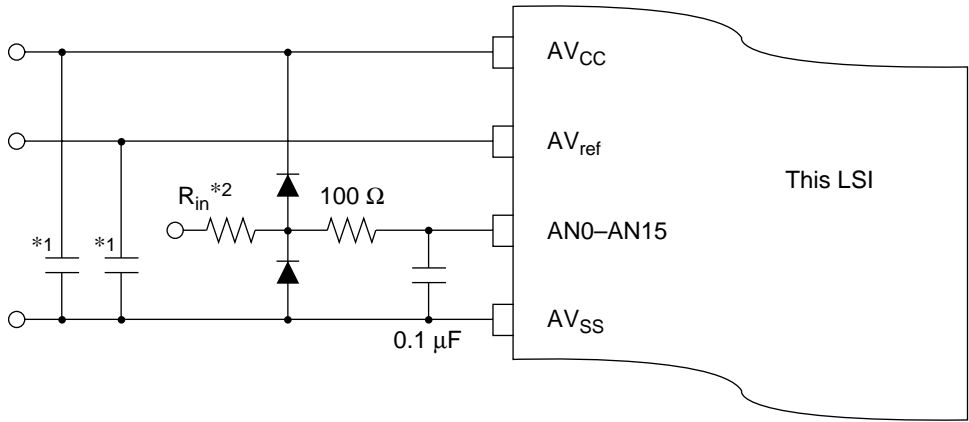 AVCC
AVref
This LSI
Rin*2
100 Ω
AN0–AN15
*1
*1
AVSS
0.1 μF